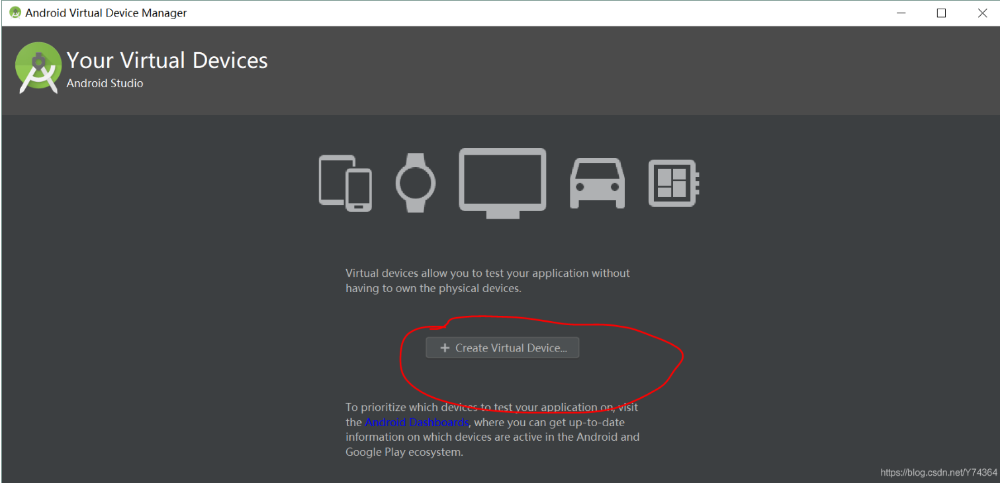 Android Virtual Device Manager
Your Virtual Devices
Android Studio
Virtual devices allow you to test your application without
having to own the physical devices.
+ Create Virtual Device...
To prioritize which devices to test your application on, visit
the Android Dashboards, where you can get up-to-date
information on which devices are active in the Android and
Google Play ecosystem.
https://blog.csdn.net/Y74364